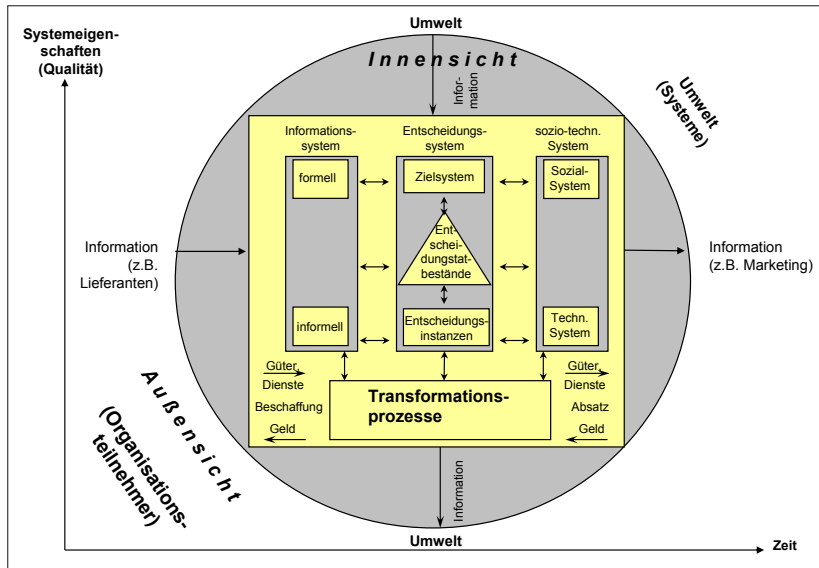 Umwelt
Systemeigen-
schaften
(Qualität)
Innensicht
Infor-
mation
Umwelt
(Systeme)
Informations-
system
Entscheidungs-
system
sozio-techn.
System
formell
Zielsystem
Sozial-
System
Ent-
scheidungstat-
bestände
Information
(z.B.
Lieferanten)
Information
(z.B. Marketing)
informell
Entscheidungs-
instanzen
Techn.
System
Güter,
Dienste
Beschaffung
Geld
Transformations-
prozesse
Güter,
Dienste
Absatz
Geld
Außensicht
(Organisations-
teilnehmer)
Information
Umwelt
Zeit